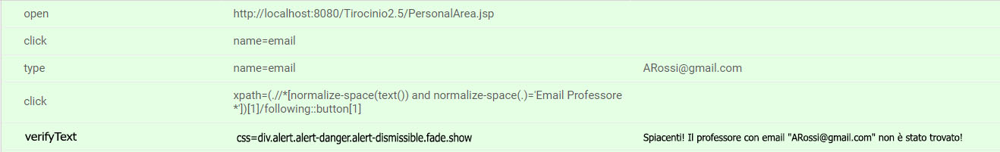 open http://localhost:8080/Tirocinio2.5/PersonalArea.jsp
click name=email
type name=email ARossi@gmail.com
click xpath=(.//*[normalize-space(text()) and normalize-space(.)='Email Professore
*'])[1]/following::button[1]
verifyText css=div.alert.alert-danger.alert-dismissible.fade.show Spiacenti! Il professore con email "ARossi@gmail.com" non è stato trovato!